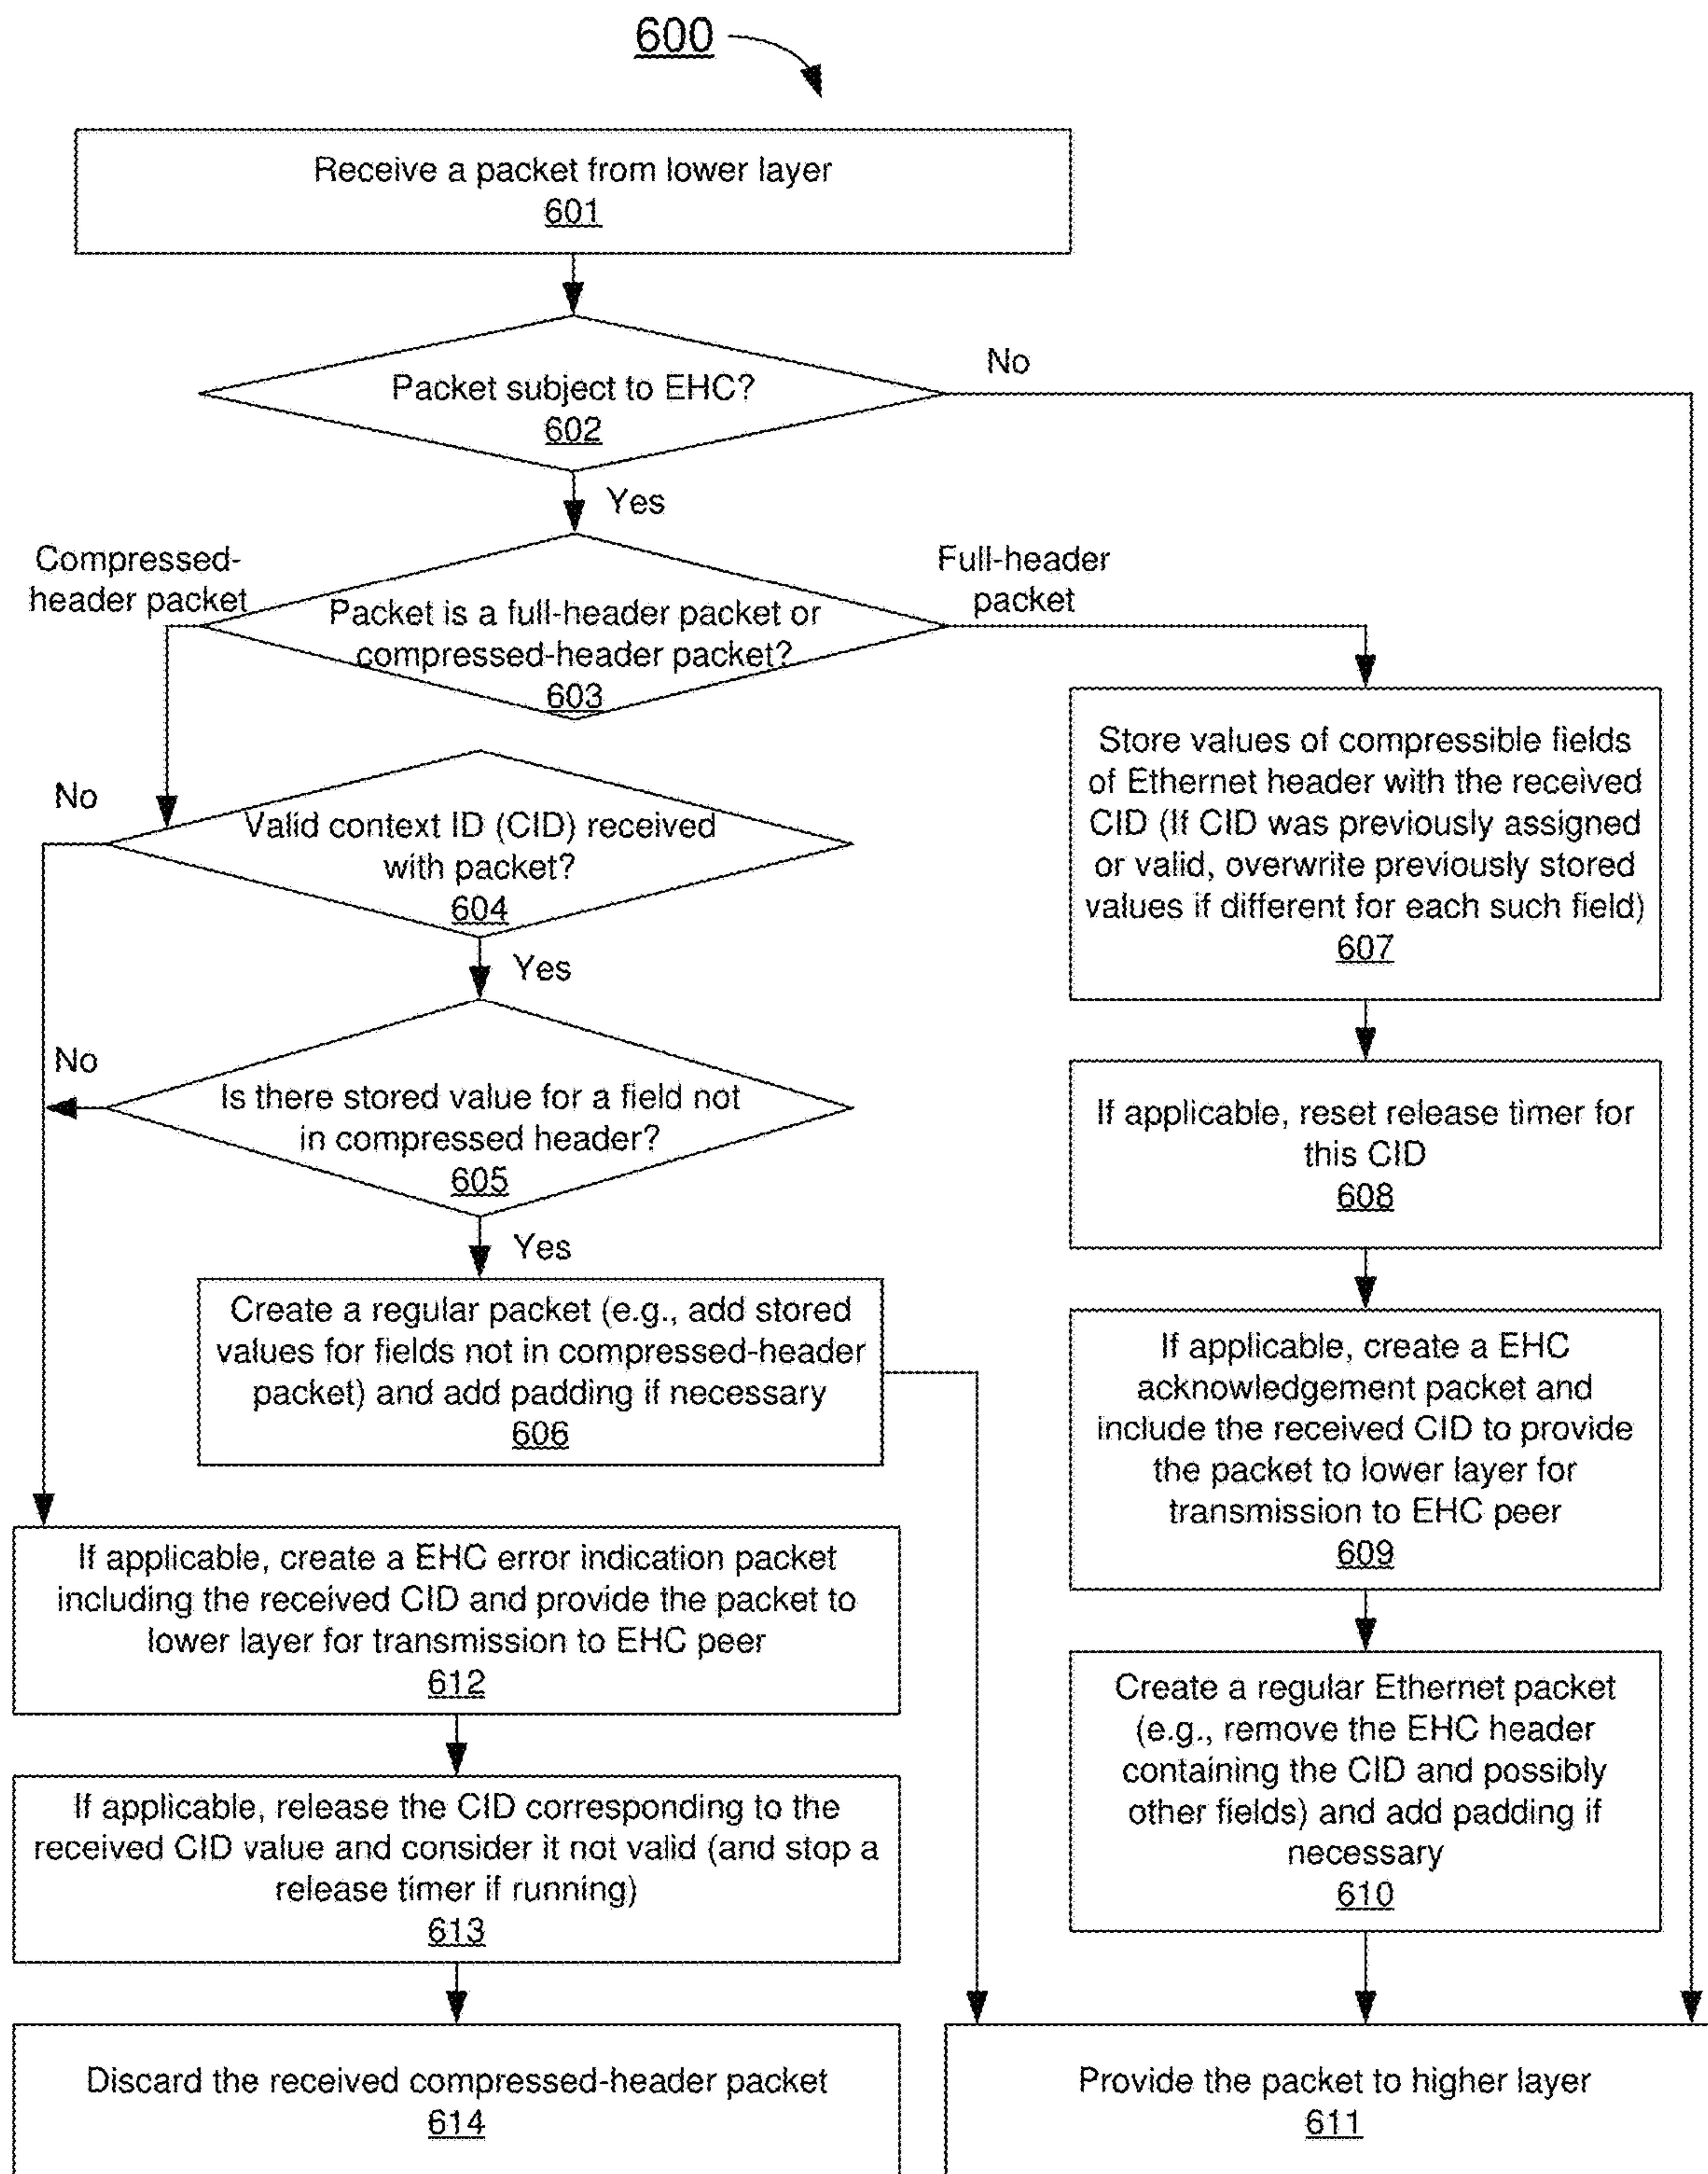 600
Receive a packet from lower layer
601
No
Packet subject to EHC?
602
Yes
Compressed-
header packet
Full-header
packet
Packet is a full-header packet or
compressed-header packet?
603
No
Valid context ID (CID) received
with packet?
604
Yes
No
Is there stored value for a field not
in compressed header?
605
Yes
Create a regular packet (e.g., add stored
values for fields not in compressed-header
packet) and add padding if necessary
606
If applicable, create a EHC error indication packet
including the received CID and provide the packet to
lower layer for transmission to EHC peer
612
If applicable, release the CID corresponding to the
received CID value and consider it not valid (and stop a
release timer if running)
613
Discard the received compressed-header packet
614
Store values of compressible fields
of Ethernet header with the received
CID (If CID was previously assigned
or valid, overwrite previously stored
values if different for each such field)
607
If applicable, reset release timer for
this CID
608
If applicable, create a EHC
acknowledgement packet and
include the received CID to provide
the packet to lower layer for
transmission to EHC peer
609
Create a regular Ethernet packet
(e.g., remove the EHC header
containing the CID and possibly
other fields) and add padding if
necessary
610
Provide the packet to higher layer
611